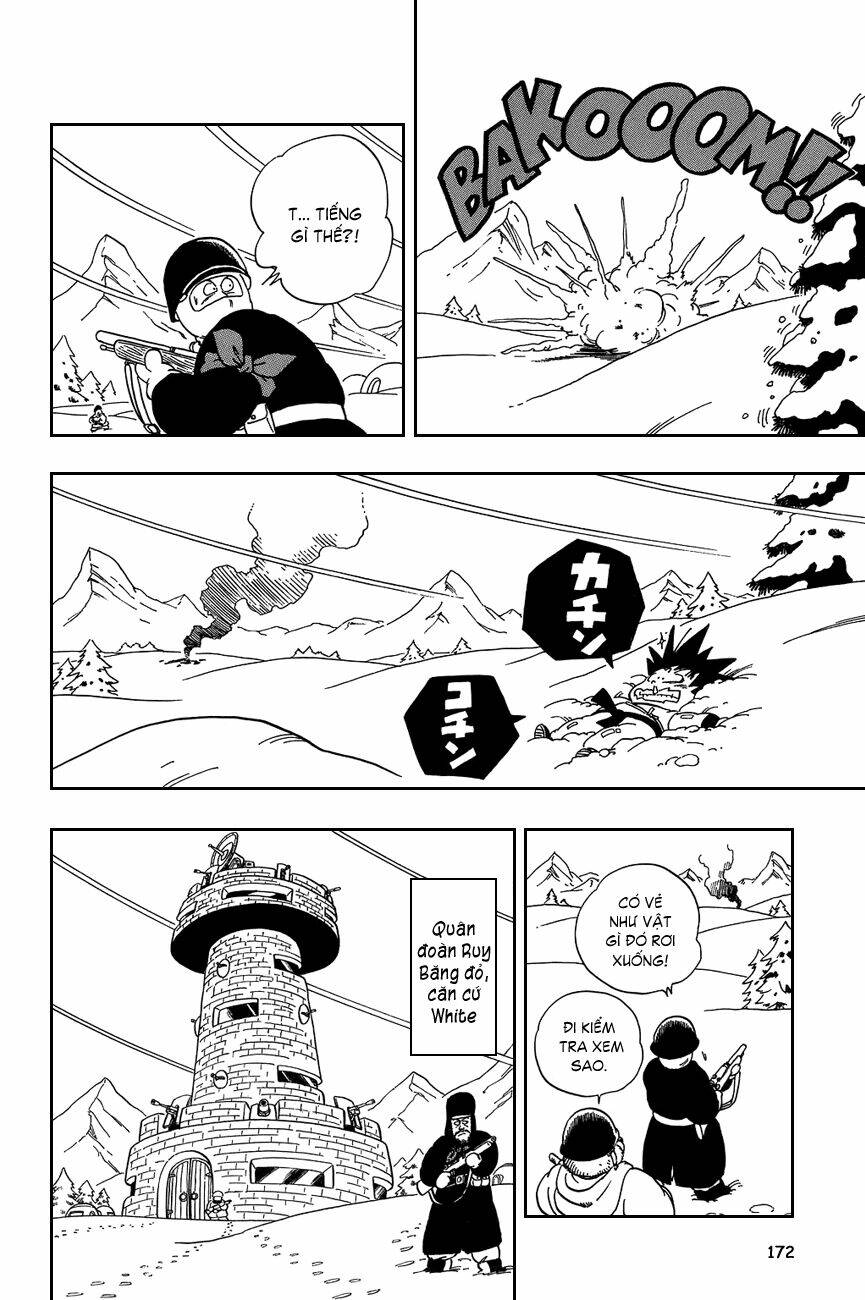 BAKOOOM!!
T... TIẾNG
GÌ THẾ?!
カチン
コチン
CÓ VẺ
NHƯ VẬT
GÌ ĐÓ RƠI
XUỐNG!
ĐI KIỂM
TRA XEM
SAO.
Quân
đoàn Ruy
Băng đỏ,
căn cứ
White
172